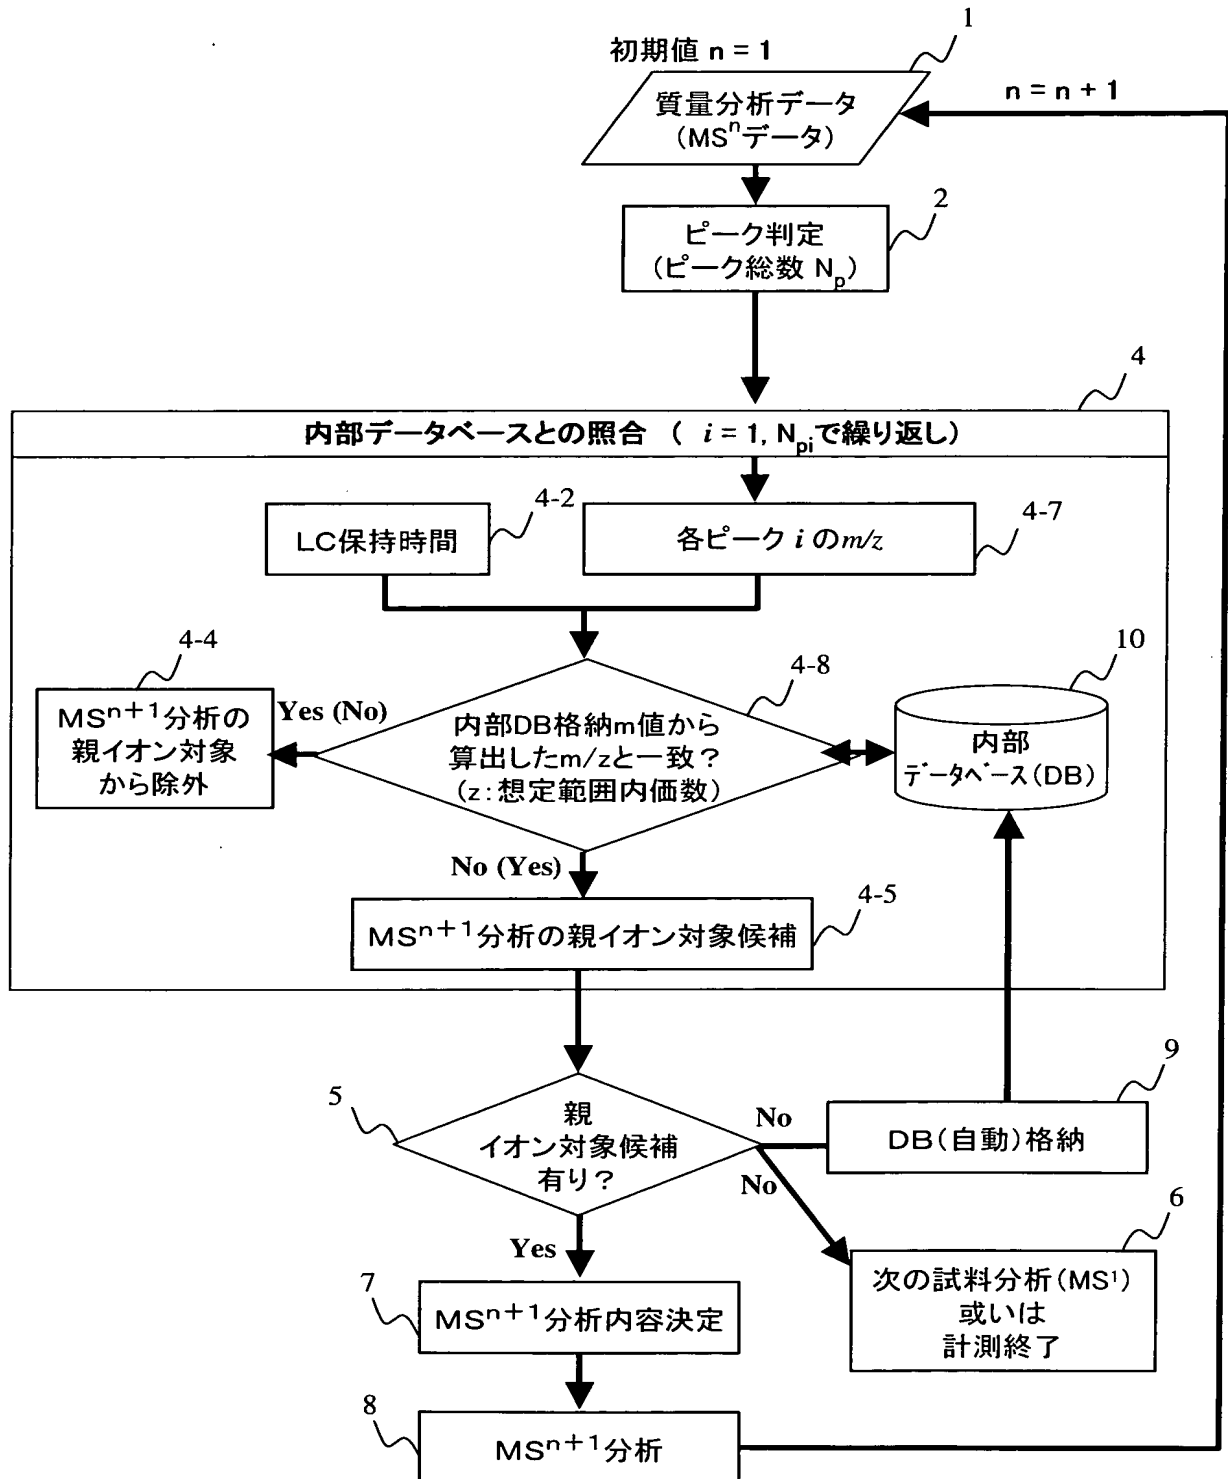 1
初期値 n = 1
n = n + 1
質量分析データ
(MSⁿデータ)
2
ピーク判定
(ピーク総数 Np)
4
内部データベースとの照合 ( i = 1, Npiで繰り返し)
4-2
LC保持時間
4-7
各ピーク i のm/z
4-4
MSⁿ⁺¹分析の
親イオン対象
から除外
Yes (No)
4-8
内部DB格納m値から
算出したm/zと一致?
(z:想定範囲内価数)
10
内部
データベース(DB)
No (Yes)
4-5
MSⁿ⁺¹分析の親イオン対象候補
5
親
イオン対象候補
有り?
No
9
DB(自動)格納
No
6
次の試料分析(MS¹)
或いは
計測終了
Yes
7
MSⁿ⁺¹分析内容決定
8
MSⁿ⁺¹分析